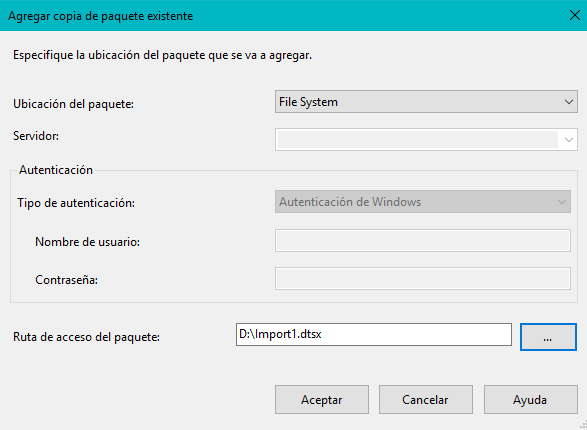 Agregar copia de paquete existente
Especifique la ubicación del paquete que se va a agregar.
Ubicación del paquete: File System
Servidor:
Autenticación
Tipo de autenticación: Autenticación de Windows
Nombre de usuario:
Contraseña:
Ruta de acceso del paquete: D:\Import1.dtsx ...
Aceptar Cancelar Ayuda